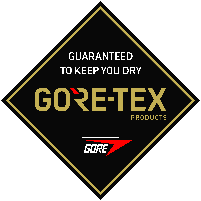 GUARANTEED
TO KEEP YOU DRY
GORE-TEX
PRODUCTS
GORE